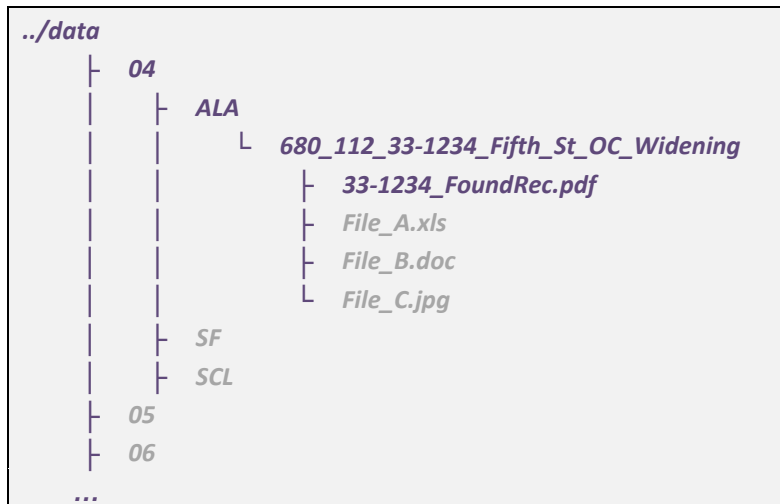 ../data
├ 04
│ ├ ALA
│ │ └ 680_112_33-1234_Fifth_St_OC_Widening
│ │ ├ 33-1234_FoundRec.pdf
│ │ ├ File_A.xls
│ │ ├ File_B.doc
│ │ └ File_C.jpg
│ ├ SF
│ ├ SCL
├ 05
├ 06
...